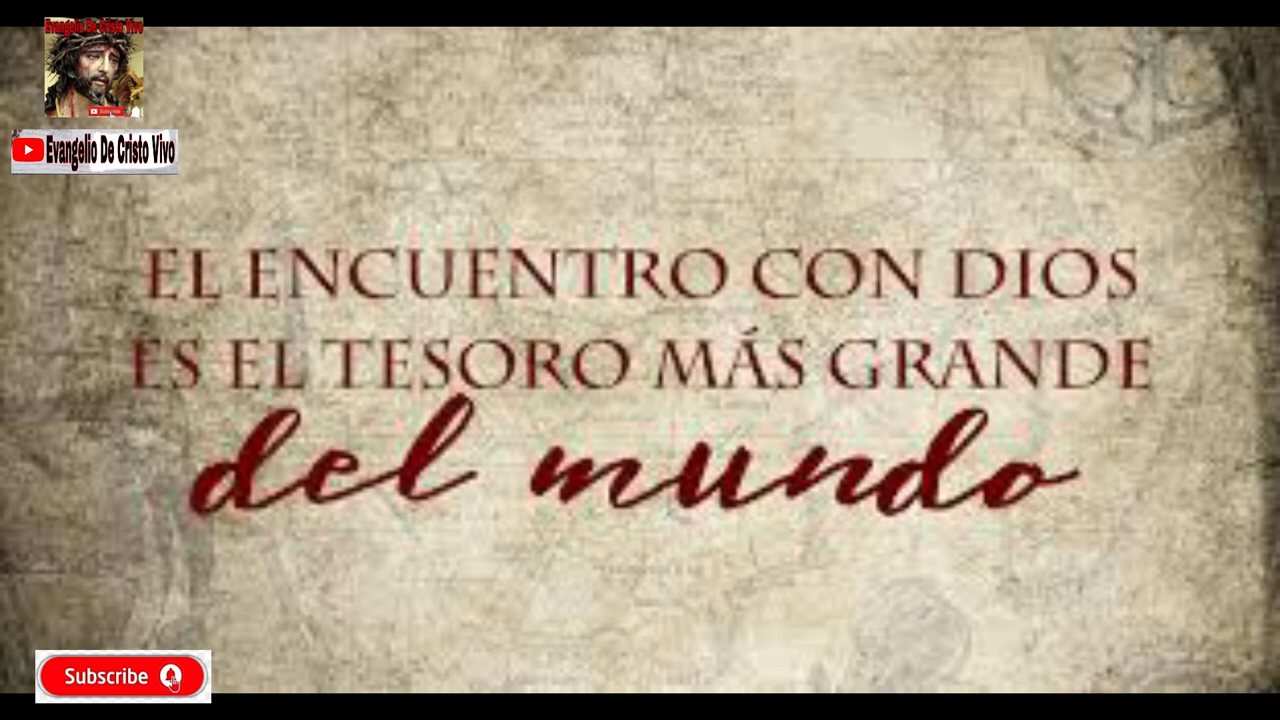 Evangelio De Cristo Vivo
Evangelio De Cristo Vivo
EL ENCUENTRO CON DIOS
ES EL TESORO MÁS GRANDE
del mundo
Subscribe